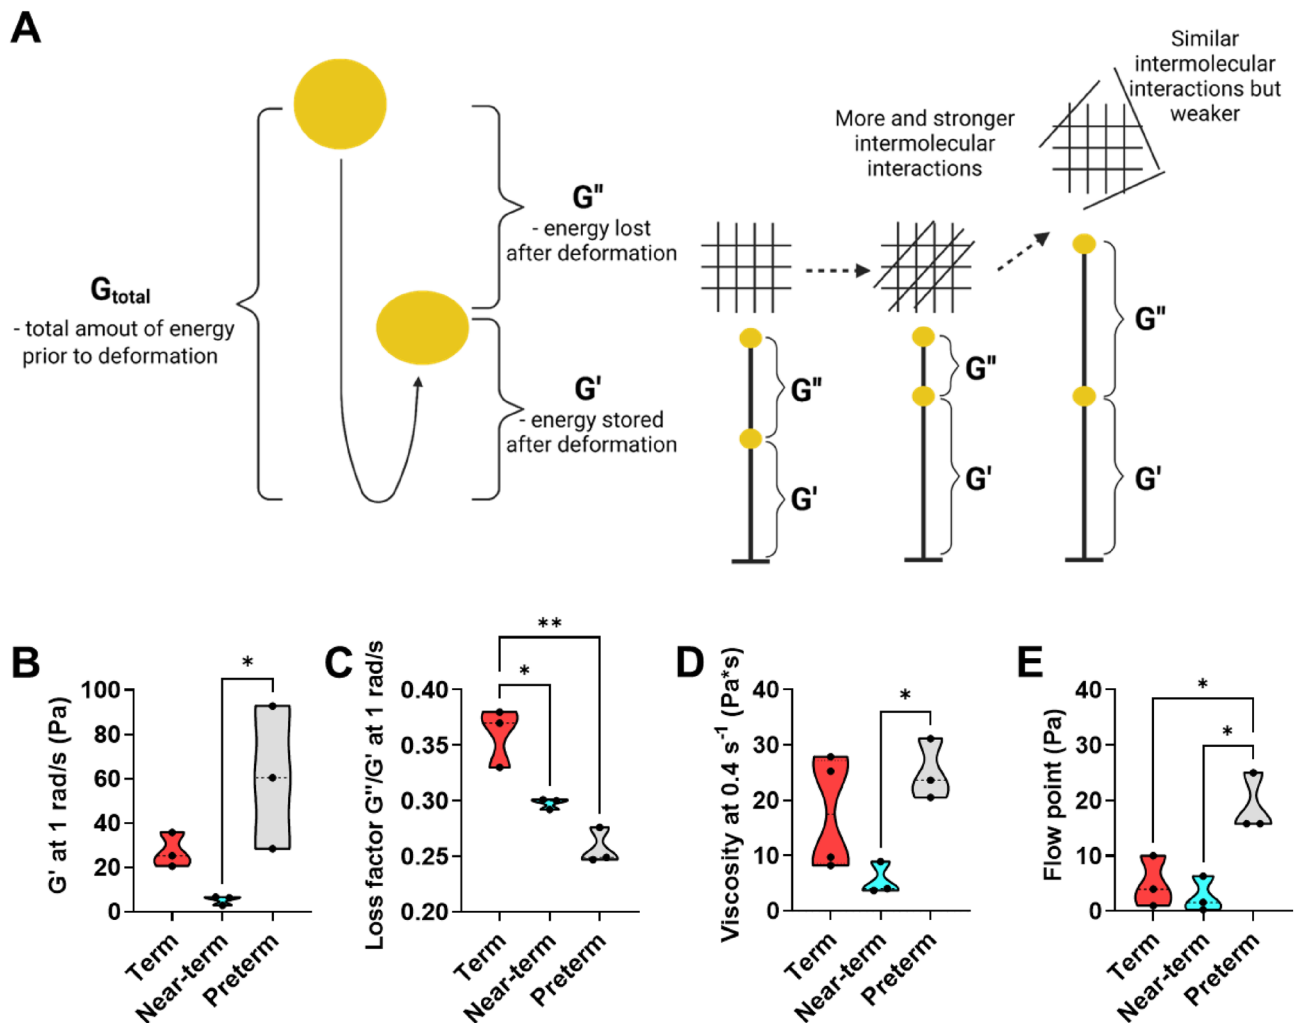 A
G_total
- total amout of energy
prior to deformation
G"
- energy lost
after deformation
G'
- energy stored
after deformation
More and stronger
intermolecular
interactions
Similar
intermolecular
interactions but
weaker
G"
G'
G"
G'
G"
G'
B
G' at 1 rad/s (Pa)
100
80
60
40
20
0
*
Term
Near-term
Preterm
C
Loss factor G"/G' at 1 rad/s
0.40
0.35
0.30
0.25
0.20
**
*
Term
Near-term
Preterm
D
Viscosity at 0.4 s⁻¹ (Pa*s)
40
30
20
10
0
*
Term
Near-term
Preterm
E
Flow point (Pa)
40
30
20
10
0
*
*
Term
Near-term
Preterm